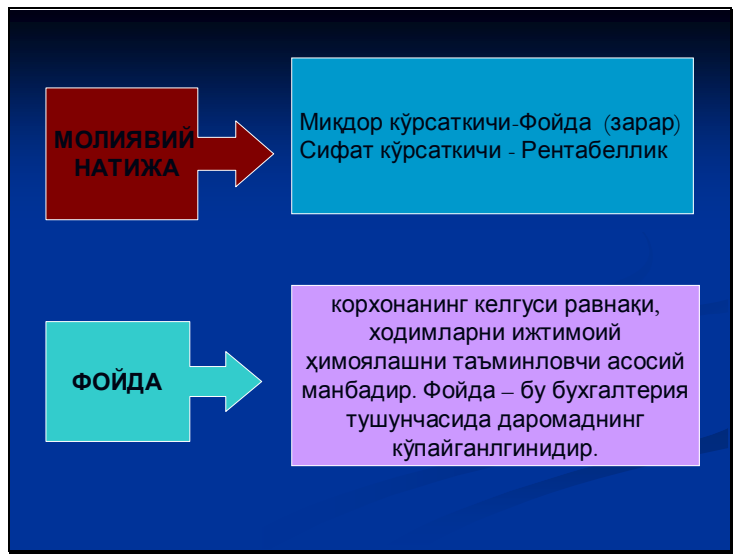 МОЛИЯВИЙ
НАТИЖА
Миқдор кўрсаткичи-Фойда (зарар)
Сифат кўрсаткичи - Рентабеллик
ФОЙДА
корхонанинг келгуси равнақи,
ходимларни ижтимоий
ҳимоялашни таъминловчи асосий
манбадир. Фойда – бу бухгалтерия
тушунчасида даромаднинг
кўпайганлгинидир.